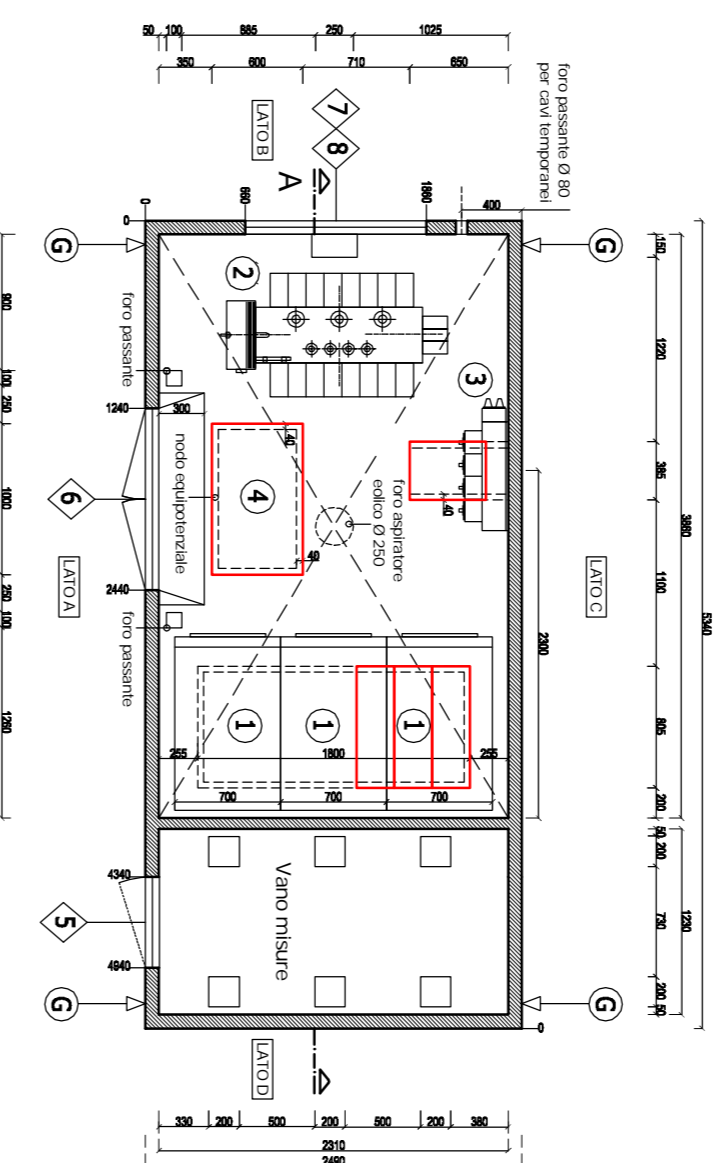 50 100 885 250 1025
350 600 710 650
foro passante Ø 80
per cavi temporanei
LATO B
7
8
A
0 660 1860 400
0
G
G
150
2
3
foro passante
1240
300
nodo equipotenziale
40
4
40
foro aspiratore
eolico Ø 250
40
6
LATO A
LATO C
2440
foro passante
900
100
250
1000
250
100
1260
1220
385
3880
1100
5340
2300
805
200
1
1
1
255 1800 255
700 700 700
50
200
4340
Vano misure
5
730
1230
4940
G
G
200
50
0
LATO D
330 200 500 200 500 200 380
2310
2490